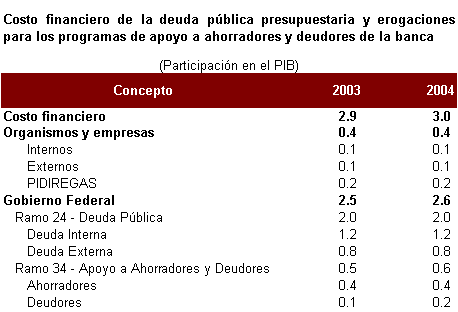 Costo financiero de la deuda pública presupuestaria y erogaciones
para los programas de apoyo a ahorradores y deudores de la banca
(Participación en el PIB)
Concepto 2003 2004
Costo financiero 2.9 3.0
Organismos y empresas 0.4 0.4
Internos 0.1 0.1
Externos 0.1 0.1
PIDIREGAS 0.2 0.2
Gobierno Federal 2.5 2.6
Ramo 24 - Deuda Pública 2.0 2.0
Deuda Interna 1.2 1.2
Deuda Externa 0.8 0.8
Ramo 34 - Apoyo a Ahorradores y Deudores 0.5 0.6
Ahorradores 0.4 0.4
Deudores 0.1 0.2